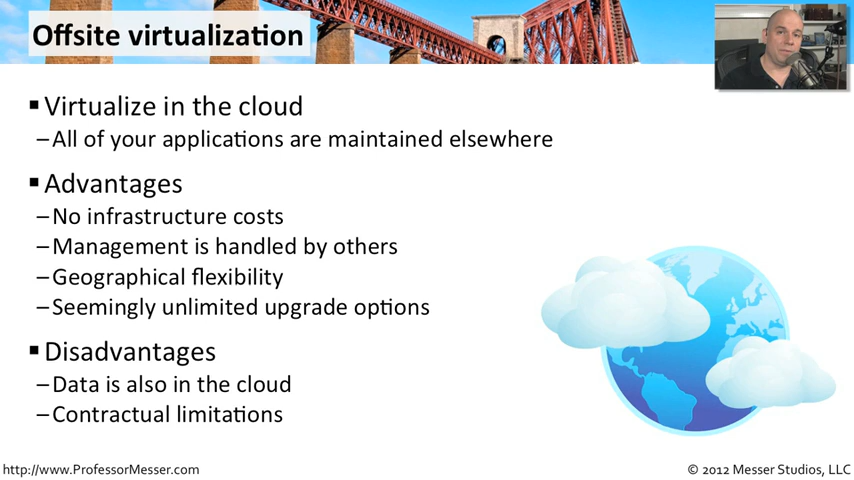 Offsite virtualization
▪ Virtualize in the cloud
–All of your applications are maintained elsewhere
▪ Advantages
–No infrastructure costs
–Management is handled by others
–Geographical flexibility
–Seemingly unlimited upgrade options
▪ Disadvantages
–Data is also in the cloud
–Contractual limitations
http://www.ProfessorMesser.com
© 2012 Messer Studios, LLC